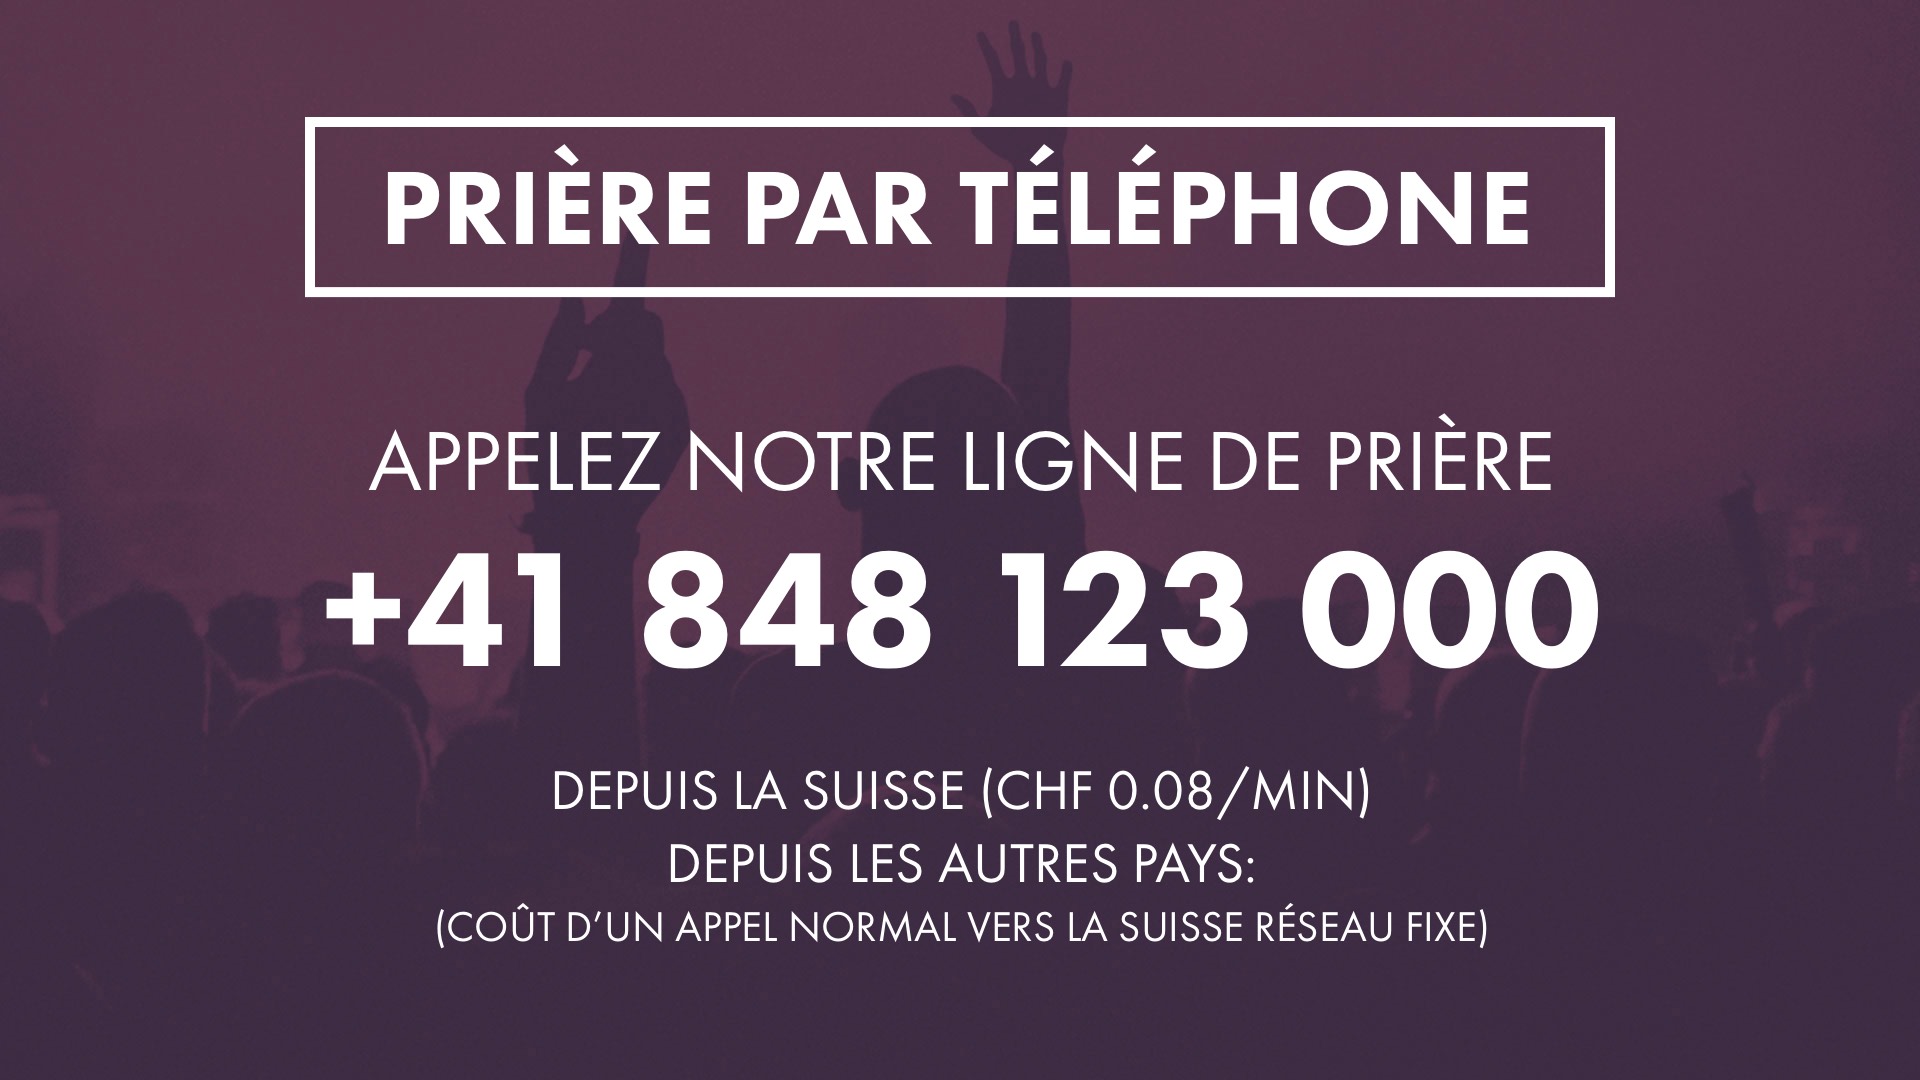 PRIÈRE PAR TÉLÉPHONE
APPELEZ NOTRE LIGNE DE PRIÈRE
+41 848 123 000
DEPUIS LA SUISSE (CHF 0.08/MIN)
DEPUIS LES AUTRES PAYS:
(COÛT D’UN APPEL NORMAL VERS LA SUISSE RÉSEAU FIXE)